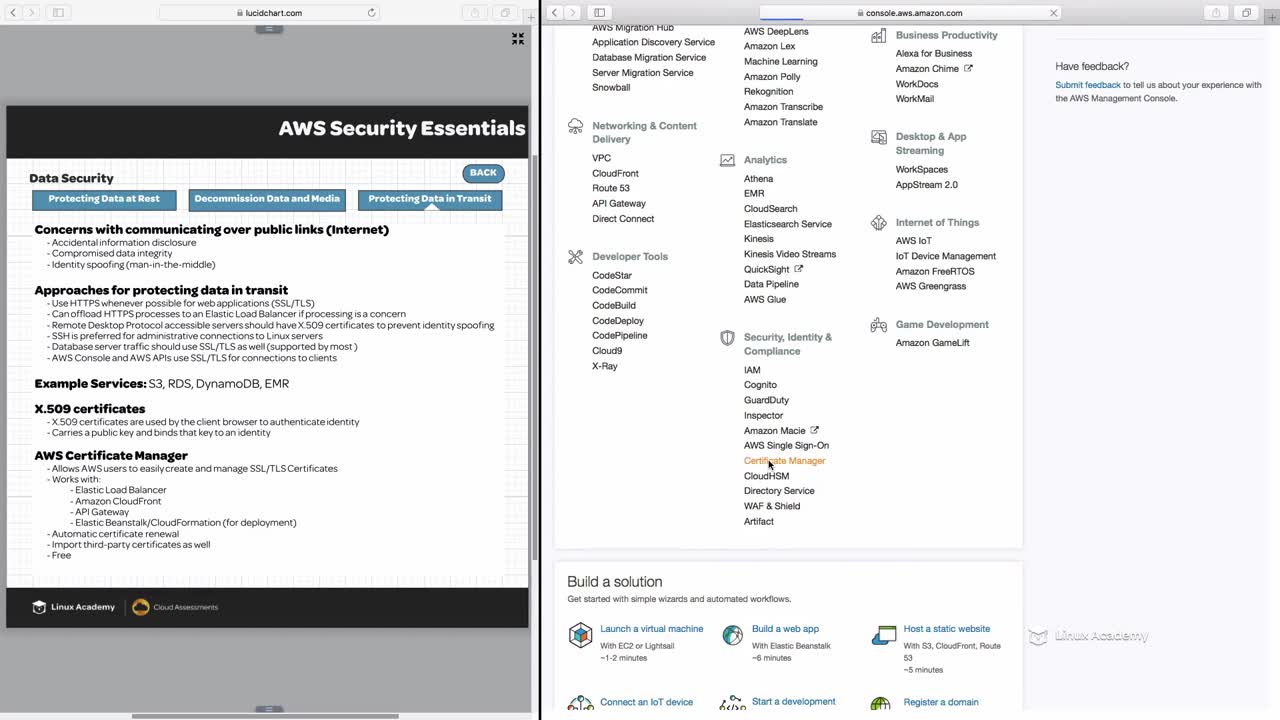 lucidchart.com
AWS Security Essentials
BACK
Data Security
Protecting Data at Rest
Decommission Data and Media
Protecting Data in Transit
Concerns with communicating over public links (Internet)
- Accidental information disclosure
- Compromised data integrity
- Identity spoofing (man-in-the-middle)
Approaches for protecting data in transit
- Use HTTPS whenever possible for web applications (SSL/TLS)
- Can offload HTTPS processes to an Elastic Load Balancer if processing is a concern
- Remote Desktop Protocol accessible servers should have X.509 certificates to prevent identity spoofing
- SSH is preferred for administrative connections to Linux servers
- Database server traffic should use SSL/TLS as well (supported by most )
- AWS Console and AWS APIs use SSL/TLS for connections to clients
Example Services: S3, RDS, DynamoDB, EMR
X.509 certificates
- X.509 certificates are used by the client browser to authenticate identity
- Carries a public key and binds that key to an identity
AWS Certificate Manager
- Allows AWS users to easily create and manage SSL/TLS Certificates
- Works with:
- Elastic Load Balancer
- Amazon CloudFront
- API Gateway
- Elastic Beanstalk/CloudFormation (for deployment)
- Automatic certificate renewal
- Import third-party certificates as well
- Free
Linux Academy
Cloud Assessments
console.aws.amazon.com
AWS Migration Hub
Application Discovery Service
Database Migration Service
Server Migration Service
Snowball
Networking & Content
Delivery
VPC
CloudFront
Route 53
API Gateway
Direct Connect
Developer Tools
CodeStar
CodeCommit
CodeBuild
CodeDeploy
CodePipeline
Cloud9
X-Ray
AWS DeepLens
Amazon Lex
Machine Learning
Amazon Polly
Rekognition
Amazon Transcribe
Amazon Translate
Analytics
Athena
EMR
CloudSearch
Elasticsearch Service
Kinesis
Kinesis Video Streams
QuickSight
Data Pipeline
AWS Glue
Security, Identity &
Compliance
IAM
Cognito
GuardDuty
Inspector
Amazon Macie
AWS Single Sign-On
Certificate Manager
CloudHSM
Directory Service
WAF & Shield
Artifact
Business Productivity
Alexa for Business
Amazon Chime
WorkDocs
WorkMail
Desktop & App
Streaming
WorkSpaces
AppStream 2.0
Internet of Things
AWS IoT
IoT Device Management
Amazon FreeRTOS
AWS Greengrass
Game Development
Amazon GameLift
Have feedback?
Submit feedback to tell us about your experience with
the AWS Management Console.
Build a solution
Get started with simple wizards and automated workflows.
Launch a virtual machine
With EC2 or Lightsail
~1-2 minutes
Build a web app
With Elastic Beanstalk
~6 minutes
Host a static website
With S3, CloudFront, Route
53
~5 minutes
Connect an IoT device
Start a development
Register a domain
Linux Academy